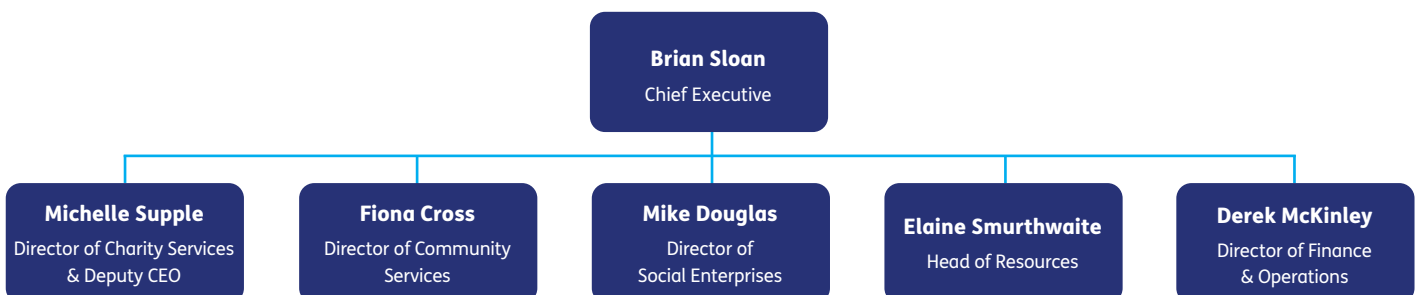 Brian Sloan
Chief Executive
Michelle Supple
Director of Charity Services
& Deputy CEO
Fiona Cross
Director of Community
Services
Mike Douglas
Director of
Social Enterprises
Elaine Smurthwaite
Head of Resources
Derek McKinley
Director of Finance
& Operations